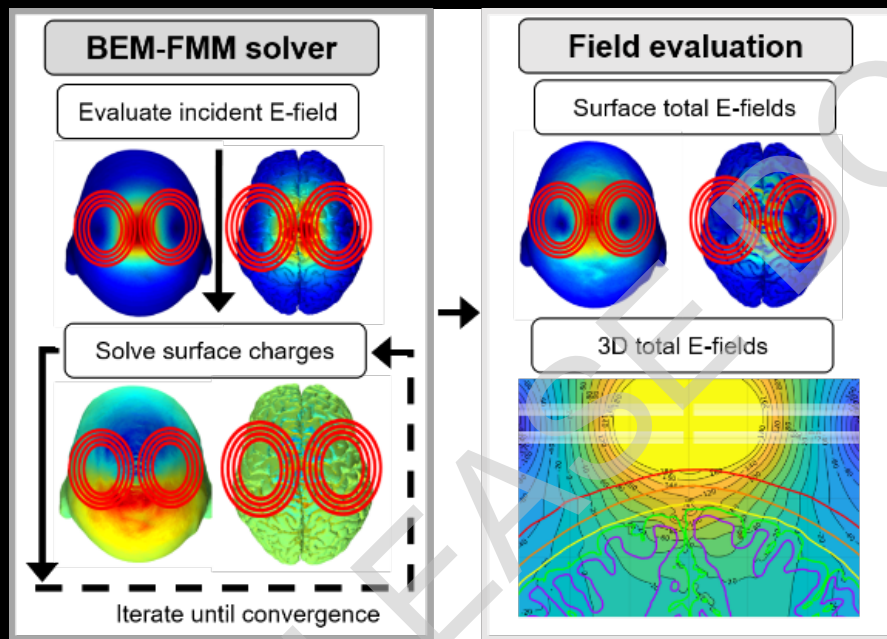 BEM-FMM solver
Evaluate incident E-field
Solve surface charges
Iterate until convergence
Field evaluation
Surface total E-fields
3D total E-fields